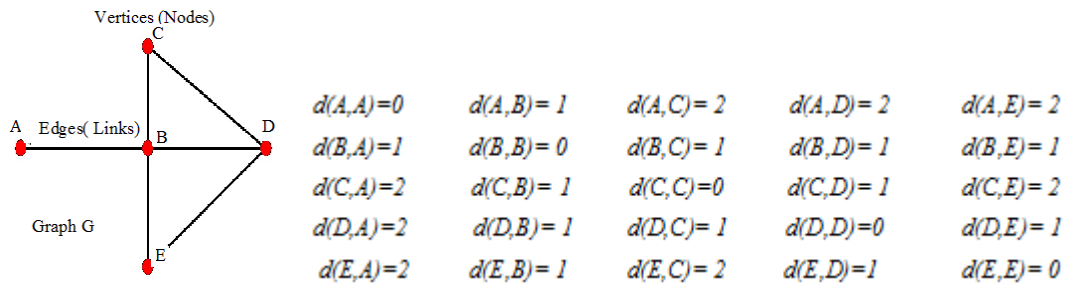 Vertices (Nodes)
C
A Edges( Links) B D
Graph G
E
d(A,A)=0 d(A,B)= 1 d(A,C)= 2 d(A,D)= 2 d(A,E)= 2
d(B,A)=1 d(B,B)= 0 d(B,C)= 1 d(B,D)= 1 d(B,E)= 1
d(C,A)=2 d(C,B)= 1 d(C,C)=0 d(C,D)= 1 d(C,E)= 2
d(D,A)=2 d(D,B)= 1 d(D,C)= 1 d(D,D)=0 d(D,E)= 1
d(E,A)=2 d(E,B)= 1 d(E,C)= 2 d(E,D)=1 d(E,E)= 0